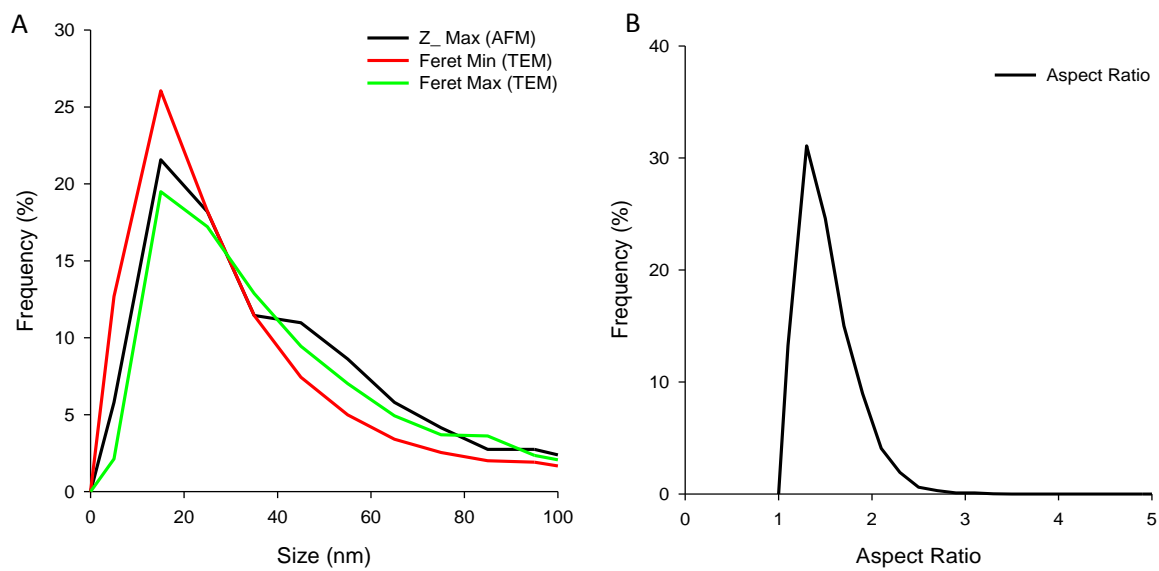 A
Z_ Max (AFM)
Feret Min (TEM)
Feret Max (TEM)
Frequency (%)
30
25
20
15
10
5
0
0 20 40 60 80 100
Size (nm)
B
Aspect Ratio
Frequency (%)
40
30
20
10
0
0 1 2 3 4 5
Aspect Ratio